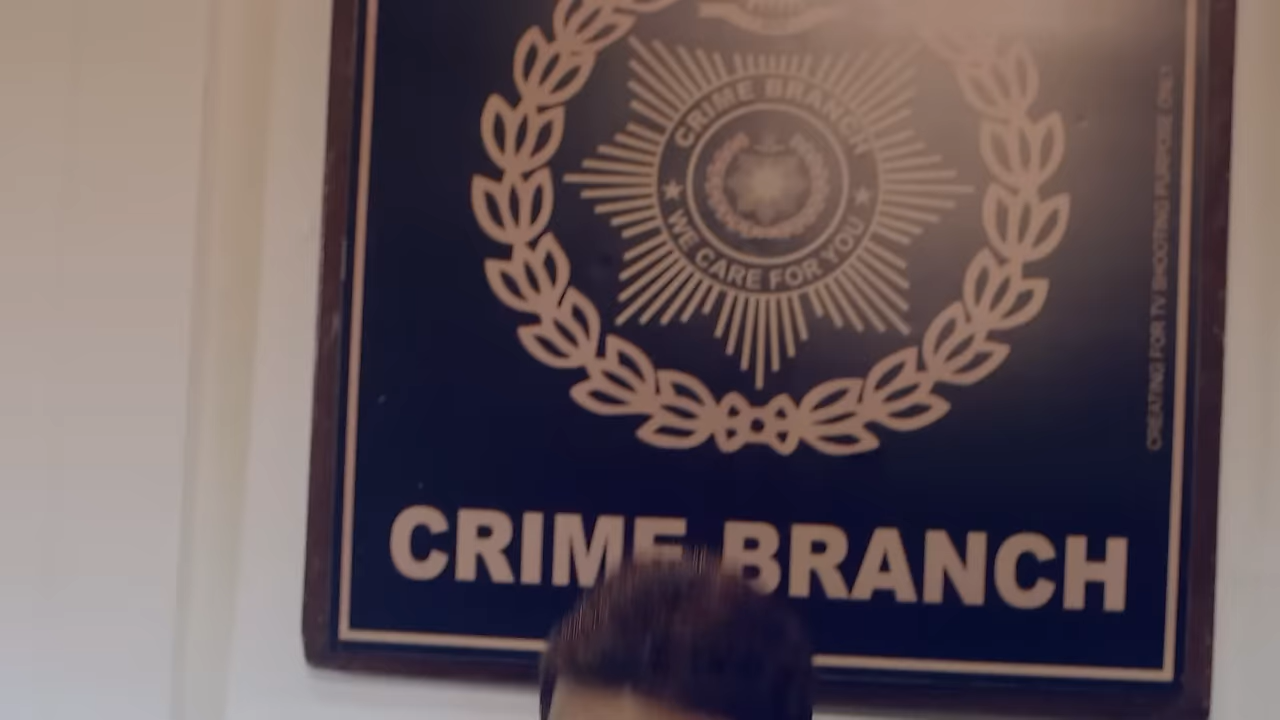 CRIME BRANCH
WE CARE FOR YOU
CREATING FOR TV SHOOTING PURPOSE ONLY
CRIME BRANCH